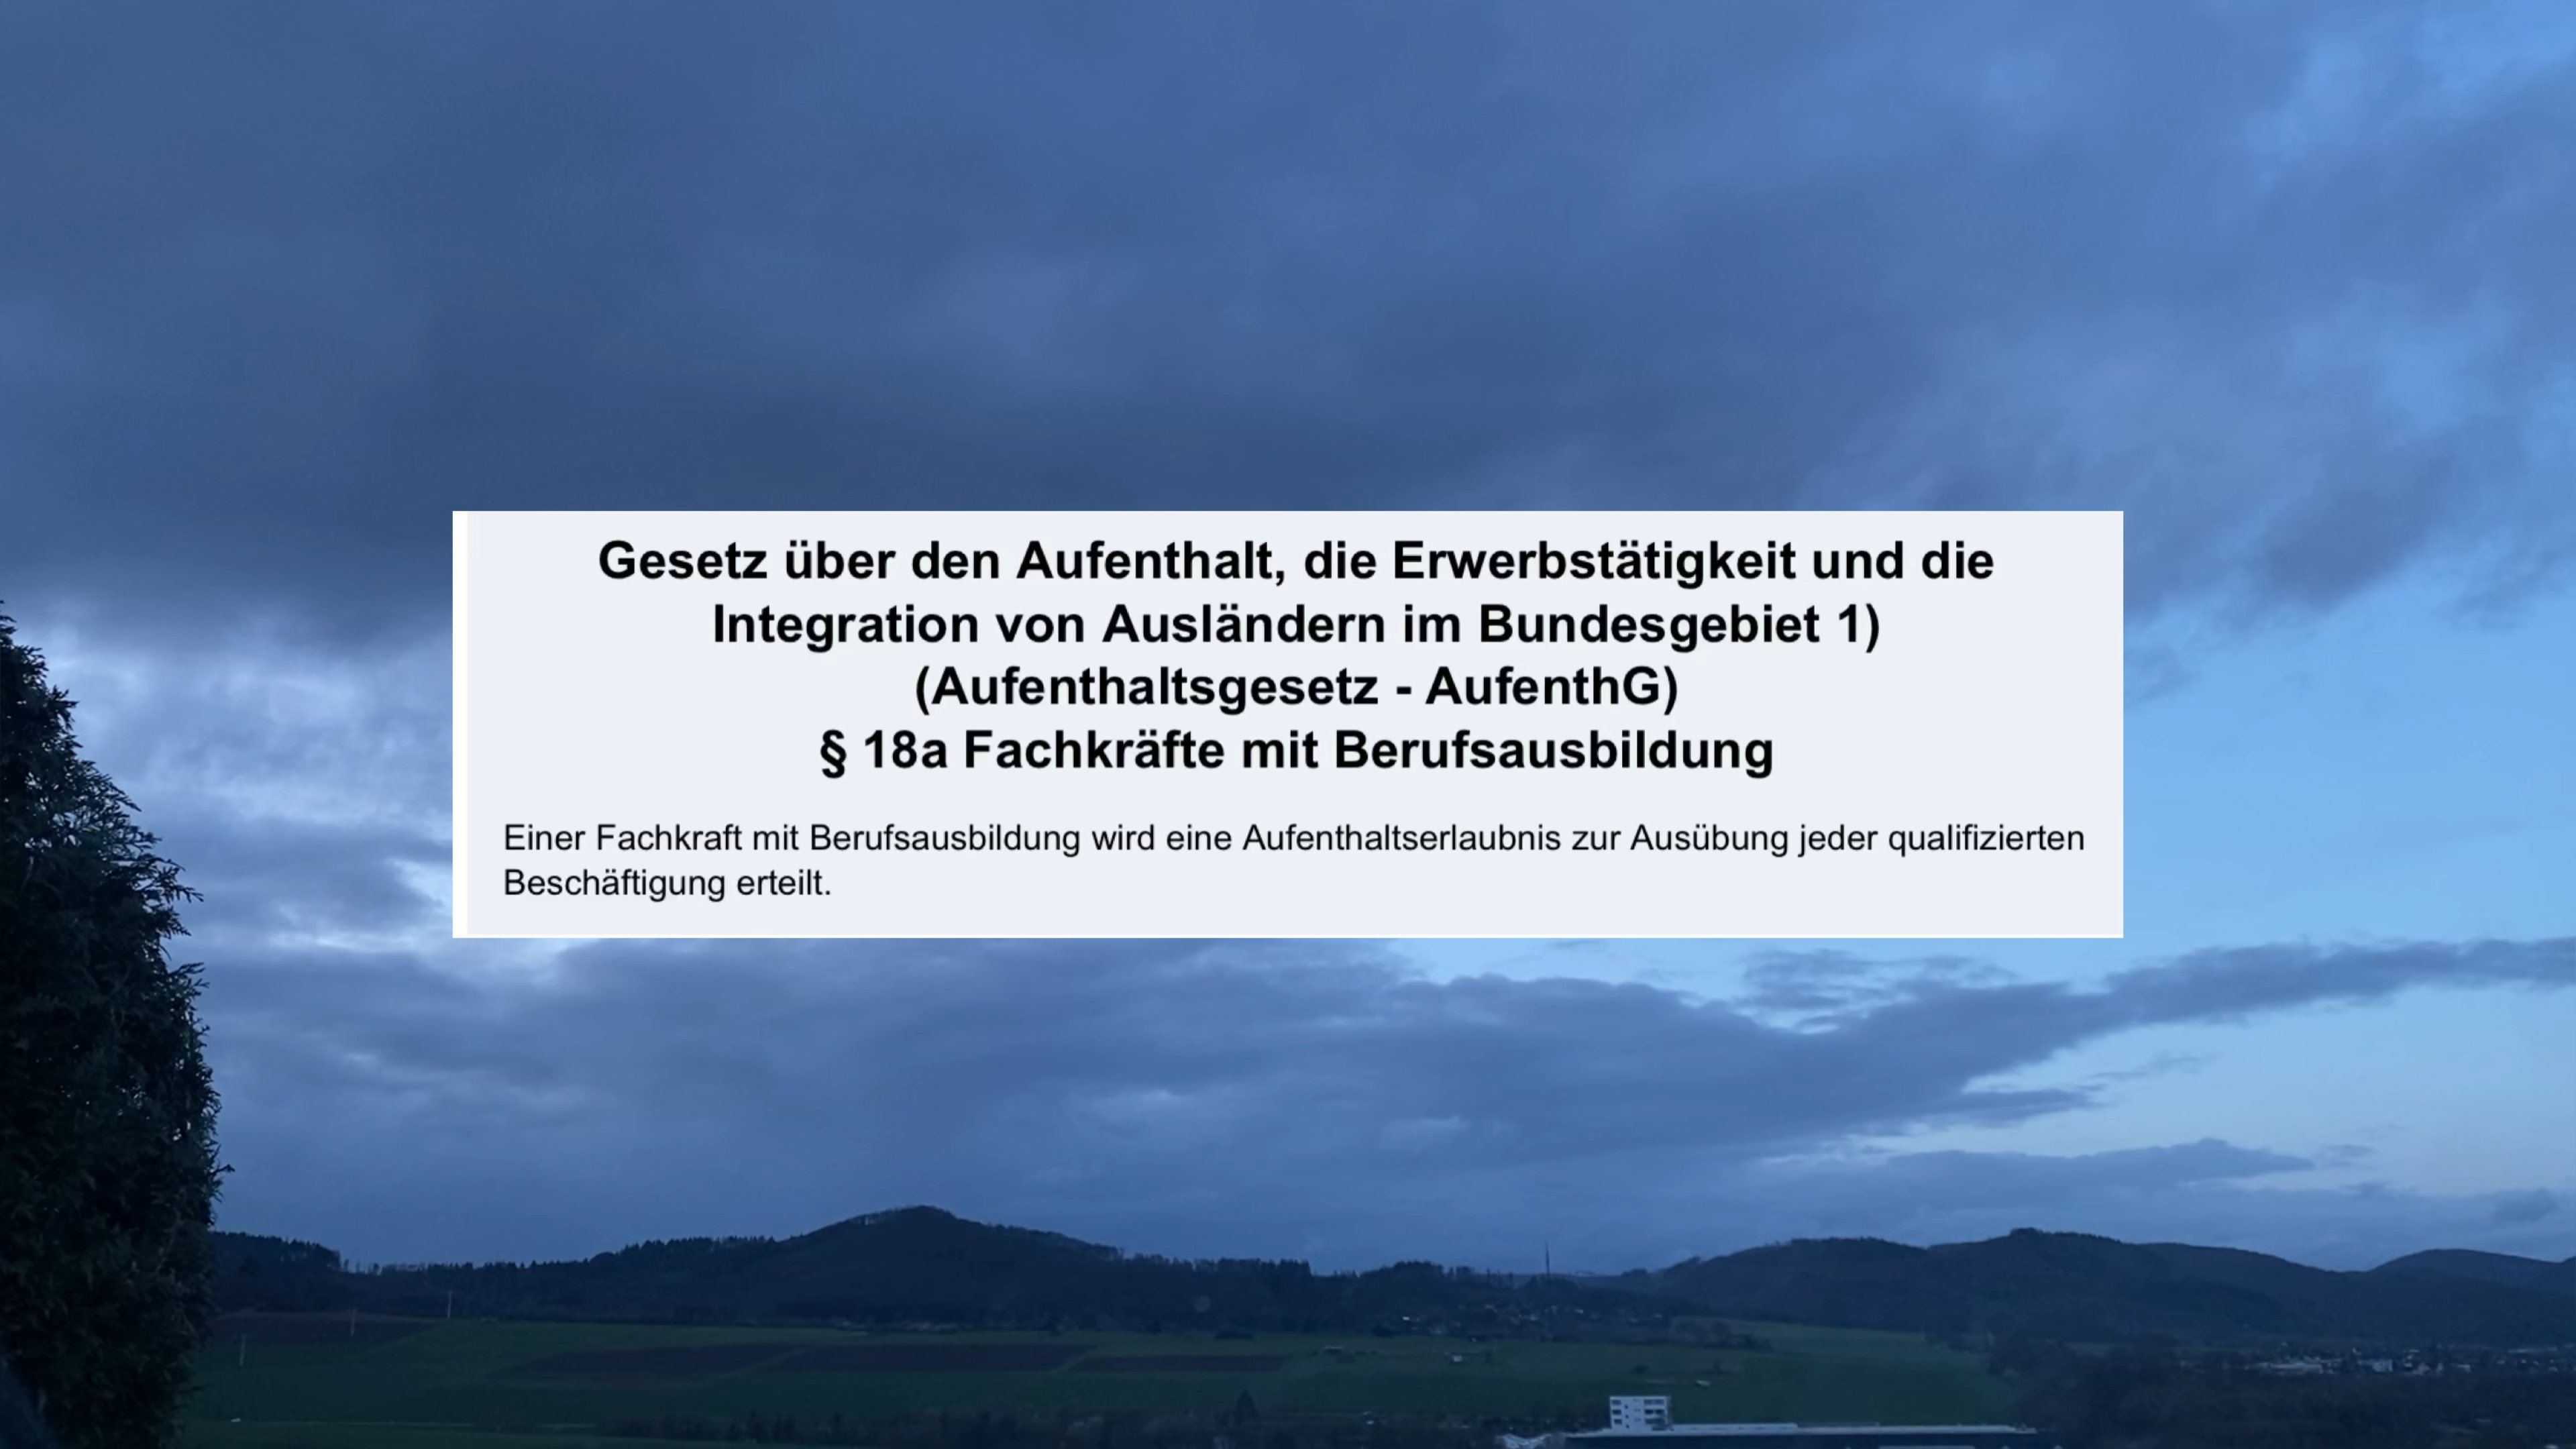 Gesetz über den Aufenthalt, die Erwerbstätigkeit und die
Integration von Ausländern im Bundesgebiet 1)
(Aufenthaltsgesetz - AufenthG)
§ 18a Fachkräfte mit Berufsausbildung
Einer Fachkraft mit Berufsausbildung wird eine Aufenthaltserlaubnis zur Ausübung jeder qualifizierten
Beschäftigung erteilt.